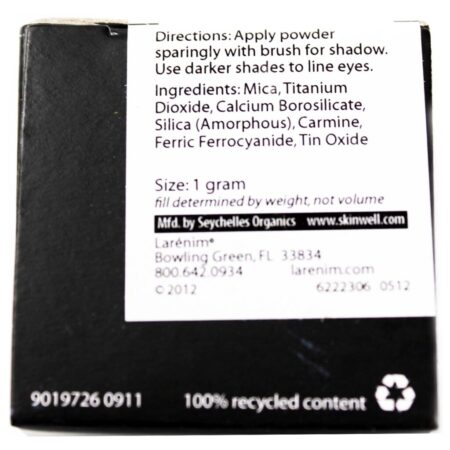 Directions: Apply powder
sparingly with brush for shadow.
Use darker shades to line eyes.
Ingredients: Mica, Titanium
Dioxide, Calcium Borosilicate,
Silica (Amorphous), Carmine,
Ferric Ferrocyanide, Tin Oxide
Size: 1 gram
fill determined by weight, not volume
Mfd. by Seychelles Organics www.skinwell.com
Larénim®
Bowling Green, FL 33834
800.642.0934 larenim.com
© 2012 6222306 0512
9019726 0911 100% recycled content